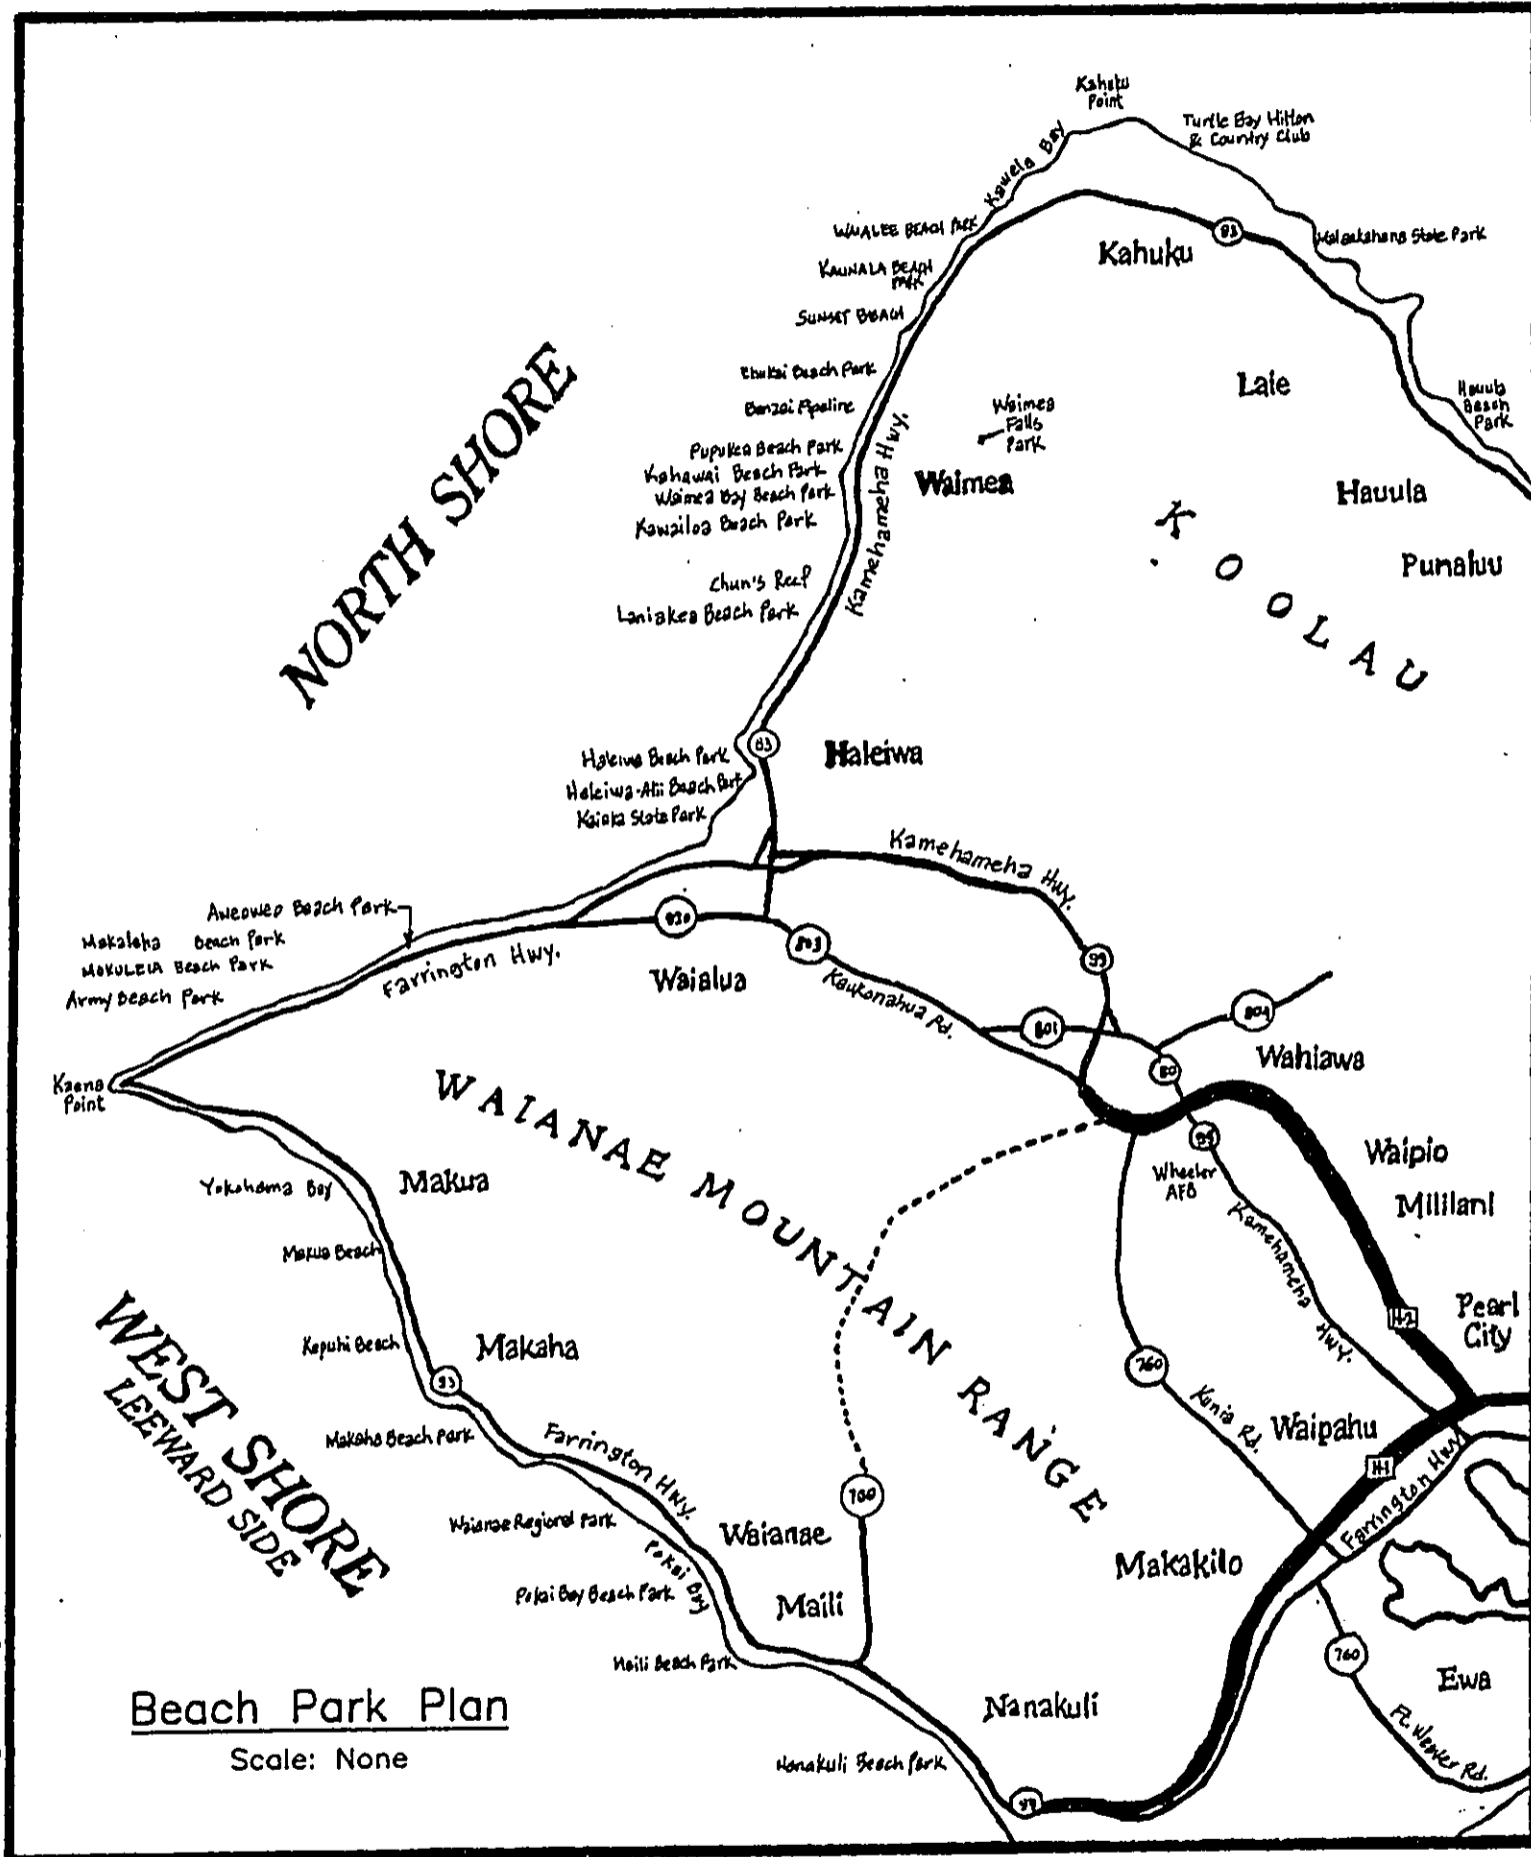 Kahuku
Point
Turtle Bay Hilton
& Country Club
Kawela Bay
WAIALEE BEACH PARK
83
Malaekahana State Park
Kahuku
KAUNALA BEACH
PARK
SUNSET BEACH
Ehukai Beach Park
Laie
Banzai Pipeline
Waimea
Falls
Park
Hauula
Beach
Park
NORTH SHORE
Kamehameha Hwy.
Pupukea Beach Park
Kahawai Beach Park
Waimea Bay Beach Park
Kawailoa Beach Park
Waimea
Hauula
KOOLAU
Punaluu
Chun's Reef
Laniakea Beach Park
83
Haleiwa
Haleiwa Beach Park
Haleiwa-Alii Beach Park
Kaiaka State Park
Kamehameha Hwy.
Aweoweo Beach Park
Makaleha Beach Park
MOKULEIA Beach Park
Army Beach Park
930
803
99
Farrington Hwy.
Waialua
Kaukonahua Rd.
801
804
Wahiawa
80
Kaena
Point
WAIANAE MOUNTAIN RANGE
99
Wheeler
AFB
Waipio
Mililani
Yokohama Bay
Makua
Makua Beach
Kamehameha
Hwy.
H-2
Pearl
City
WEST SHORE
LEEWARD SIDE
Kepuhi Beach
Makaha
93
760
Kunia Rd.
Waipahu
Makaha Beach Park
Farrington Hwy.
H-1
Farrington Hwy
780
Waianae Regional Park
Waianae
Pokai Bay
Makakilo
Pokai Bay Beach Park
Maili
Maili Beach Park
760
Ewa
Beach Park Plan
Scale: None
Nanakuli
Ft. Weaver Rd.
Nanakuli Beach Park